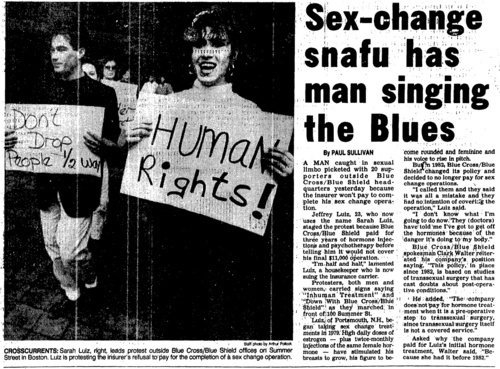 Sex-change
snafu has
man singing
the Blues
Don't
Drop
People 1/2 way
Human
Rights!
Staff photo by Arthur Pollock
CROSSCURRENTS: Sarah Luiz, right, leads protest outside Blue Cross/Blue Shield offices on Summer
Street in Boston. Luiz is protesting the insurer's refusal to pay for the completion of a sex change operation.
By PAUL SULLIVAN
A MAN caught in sexual
limbo picketed with 20 sup-
porters outside Blue
Cross/Blue Shield head-
quarters yesterday because
the insurer won't pay to com-
plete his sex change opera-
tion.
Jeffrey Luiz, 23, who now
uses the name Sarah Luiz,
staged the protest because Blue
Cross/Blue Shield paid for
three years of hormone injec-
tions and psychotherapy before
telling him it would not cover
his final $11,000 operation.
"I'm half and half," lamented
Luiz, a housekeeper who is now
suing the insurance carrier.
Protesters, both men and
women, carried signs saying
"Inhuman Treatment" and
"Down With Blue Cross/Blue
Shield" as they marched in
front of 100 Summer St.
Luiz, of Portsmouth, N.H., be-
gan taking sex change treat-
ments in 1979. High daily doses of
estrogen — plus twice-monthly
injections of the same female hor-
mone — have stimulated his
breasts to grow, his figure to be-
come rounded and feminine and
his voice to rise in pitch.
But in 1982, Blue Cross/Blue
Shield changed its policy and
decided to no longer pay for sex
change operations.
"I called them and they said
it was all a mistake and they
had no intention of covering the
operation," Luiz said.
"I don't know what I'm
going to do now. They (doctors)
have told me I've got to get off
the hormones because of the
danger it's doing to my body."
Blue Cross/Blue Shield
spokesman Clark Walter reiter-
ated his company's position
saying, "This policy, in place
since 1982, is based on studies
of transsexual surgery that has
cast doubts about post-opera-
tive conditions."
He added, "The company
does not pay for hormone treat-
ment when it is a pre-operative
step to transsexual surgery,
since transsexual surgery itself
is not a covered service."
Asked why the company
paid for Luiz's initial hormone
treatment, Walter said, "Be-
cause she had it before 1982."